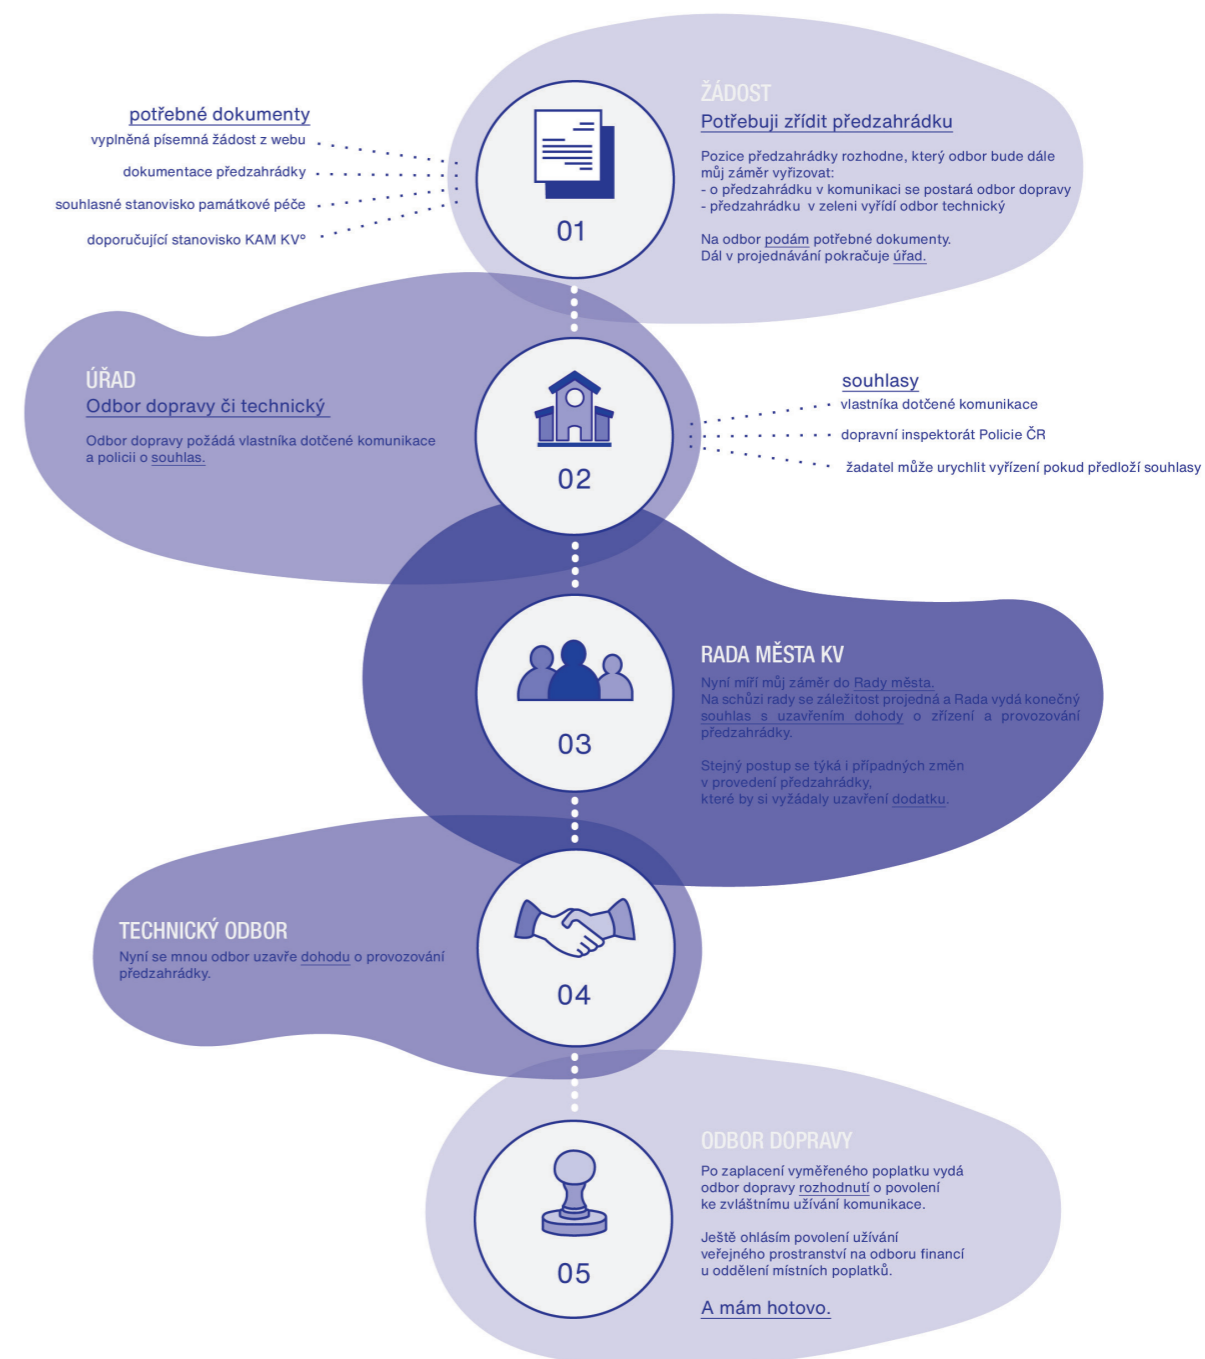 potřebné dokumenty
vyplněná písemná žádost z webu
dokumentace předzahrádky
souhlasné stanovisko památkové péče
doporučující stanovisko KAM KVº
01
ŽÁDOST
Potřebuji zřídit předzahrádku
Pozice předzahrádky rozhodne, který odbor bude dále
můj záměr vyřizovat:
- o předzahrádku v komunikaci se postará odbor dopravy
- předzahrádku v zeleni vyřídí odbor technický
Na odbor podám potřebné dokumenty.
Dál v projednávání pokračuje úřad.
ÚŘAD
Odbor dopravy či technický
Odbor dopravy požádá vlastníka dotčené komunikace
a policii o souhlas.
02
souhlasy
vlastníka dotčené komunikace
dopravní inspektorát Policie ČR
žadatel může urychlit vyřízení pokud předloží souhlasy
03
RADA MĚSTA KV
Nyní míří můj záměr do Rady města.
Na schůzi rady se záležitost projedná a Rada vydá konečný
souhlas s uzavřením dohody o zřízení a provozování
předzahrádky.
Stejný postup se týká i případných změn
v provedení předzahrádky,
které by si vyžádaly uzavření dodatku.
TECHNICKÝ ODBOR
Nyní se mnou odbor uzavře dohodu o provozování
předzahrádky.
04
05
ODBOR DOPRAVY
Po zaplacení vyměřeného poplatku vydá
odbor dopravy rozhodnutí o povolení
ke zvláštnímu užívání komunikace.
Ještě ohlásím povolení užívání
veřejného prostranství na odboru financí
u oddělení místních poplatků.
A mám hotovo.